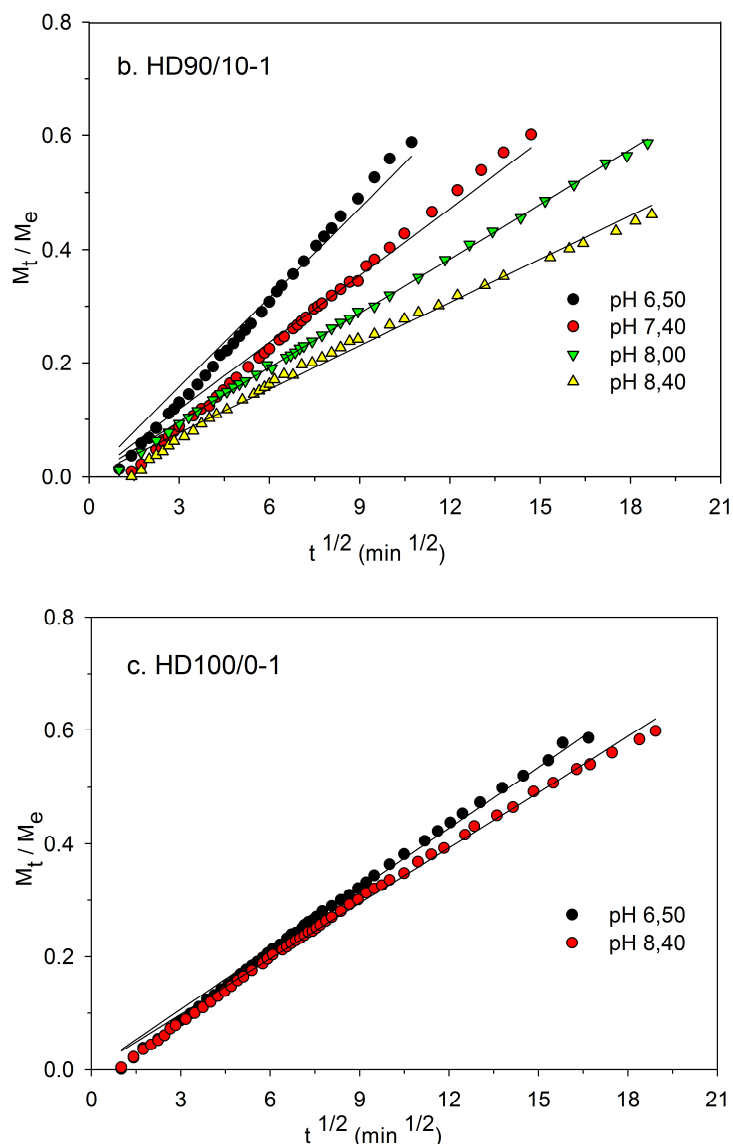 b. HD90/10-1
0.8
0.6
0.4
0.2
0.0
M_t / M_e
pH 6,50
pH 7,40
pH 8,00
pH 8,40
0 3 6 9 12 15 18 21
t ^1/2 (min ^1/2)
c. HD100/0-1
0.8
0.6
0.4
0.2
0.0
M_t / M_e
pH 6,50
pH 8,40
0 3 6 9 12 15 18 21
t ^1/2 (min ^1/2)